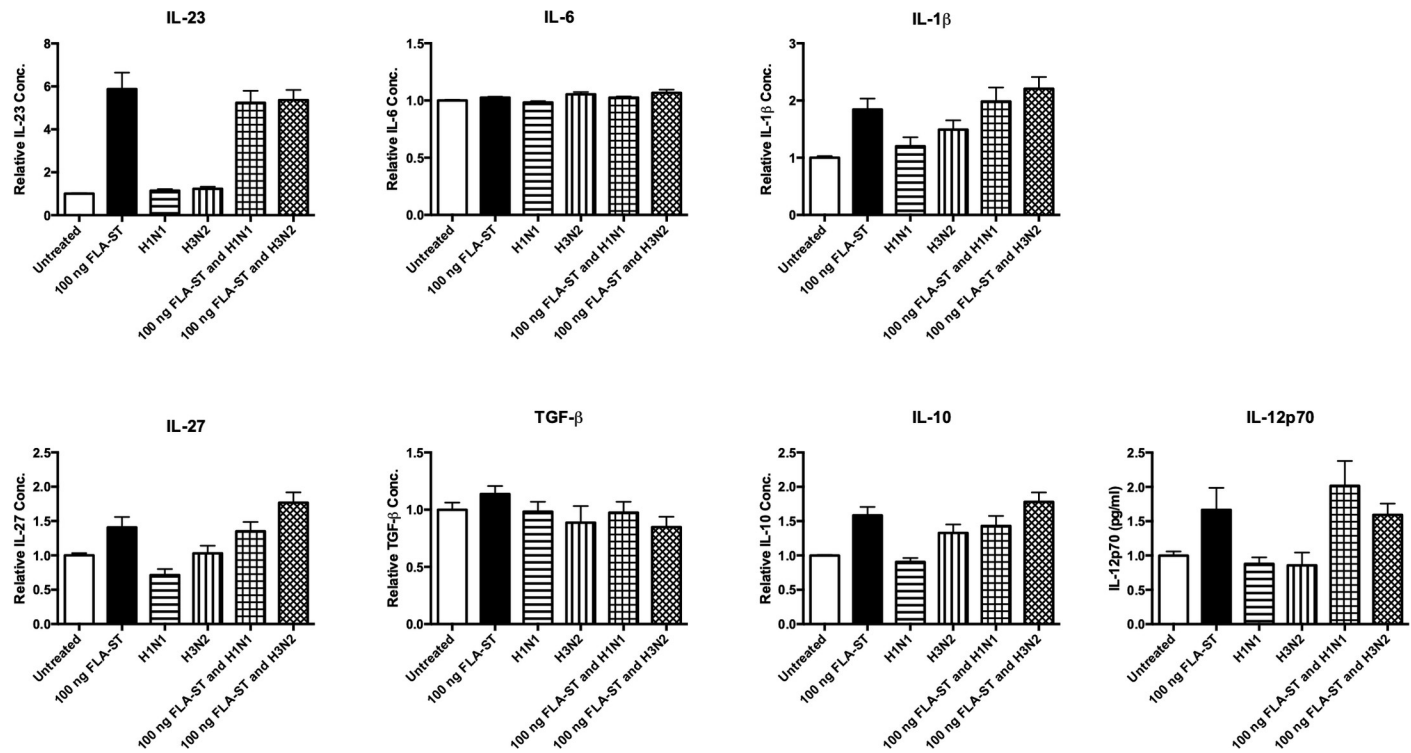 IL-23
Relative IL-23 Conc.
8
6
4
2
0
Untreated
100 ng FLA-ST
H1N1
H3N2
100 ng FLA-ST and H1N1
100 ng FLA-ST and H3N2
IL-6
Relative IL-6 Conc.
1.5
1.0
0.5
0.0
Untreated
100 ng FLA-ST
H1N1
H3N2
100 ng FLA-ST and H1N1
100 ng FLA-ST and H3N2
IL-1β
Relative IL-1β Conc.
3
2
1
0
Untreated
100 ng FLA-ST
H1N1
H3N2
100 ng FLA-ST and H1N1
100 ng FLA-ST and H3N2
IL-27
Relative IL-27 Conc.
2.5
2.0
1.5
1.0
0.5
0.0
Untreated
100 ng FLA-ST
H1N1
H3N2
100 ng FLA-ST and H1N1
100 ng FLA-ST and H3N2
TGF-β
Relative TGF-β Conc.
1.5
1.0
0.5
0.0
Untreated
100 ng FLA-ST
H1N1
H3N2
100 ng FLA-ST and H1N1
100 ng FLA-ST and H3N2
IL-10
Relative IL-10 Conc.
2.5
2.0
1.5
1.0
0.5
0.0
Untreated
100 ng FLA-ST
H1N1
H3N2
100 ng FLA-ST and H1N1
100 ng FLA-ST and H3N2
IL-12p70
IL-12p70 (pg/ml)
2.5
2.0
1.5
1.0
0.5
0.0
Untreated
100 ng FLA-ST
H1N1
H3N2
100 ng FLA-ST and H1N1
100 ng FLA-ST and H3N2